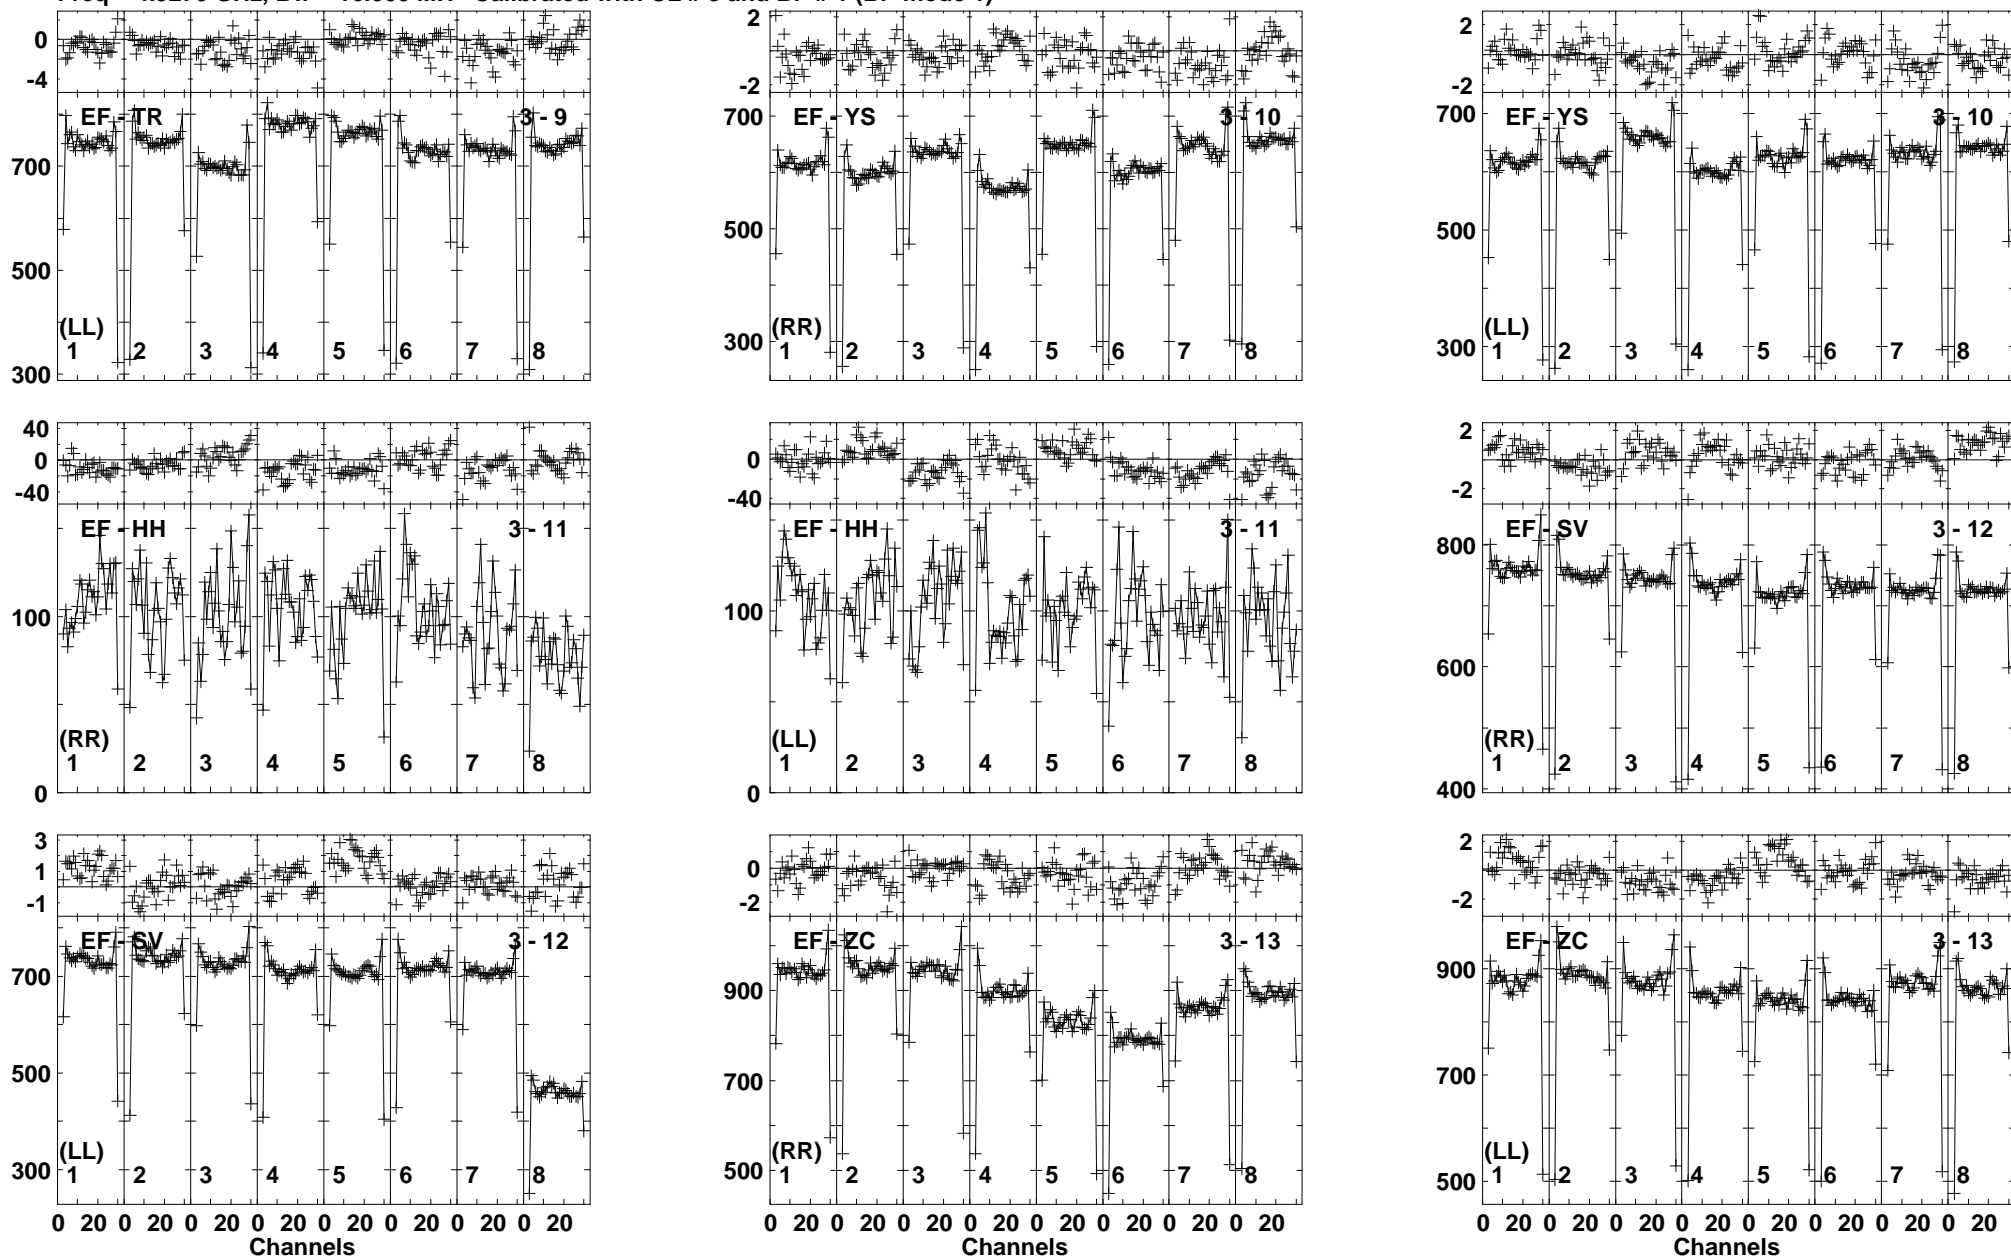 0 2 2
-4 -2 -2
EF - TR 3 - 9 700 EF - YS 3 - 10 700 EF - YS 3 - 10
700
500 500 500
(LL) (RR) (LL)
300 1 2 3 4 5 6 7 8 300 1 2 3 4 5 6 7 8 300 1 2 3 4 5 6 7 8
40 40 2
0 0
-40 -40 -2
EF - HH 3 - 11 EF - HH 3 - 11 800 EF - SV 3 - 12
100 100 600
(RR) (LL) (RR)
1 2 3 4 5 6 7 8 1 2 3 4 5 6 7 8 1 2 3 4 5 6 7 8
0 400
3 2
1 0
-1 -2 -2
EF - SV 3 - 12 EF - ZC 3 - 13 EF - ZC 3 - 13
700 900 900
500 700 700
(LL) (RR) (LL)
300 1 2 3 4 5 6 7 8 500 1 2 3 4 5 6 7 8 500 1 2 3 4 5 6 7 8
0 20 0 20 0 20 0 20 0 20 0 20 0 20 0 20 0 20 0 20 0 20 0 20 0 20 0 20 0 20 0 20 0 20 0 20 0 20 0 20 0 20 0 20 0 20 0 20
Channels Channels Channels